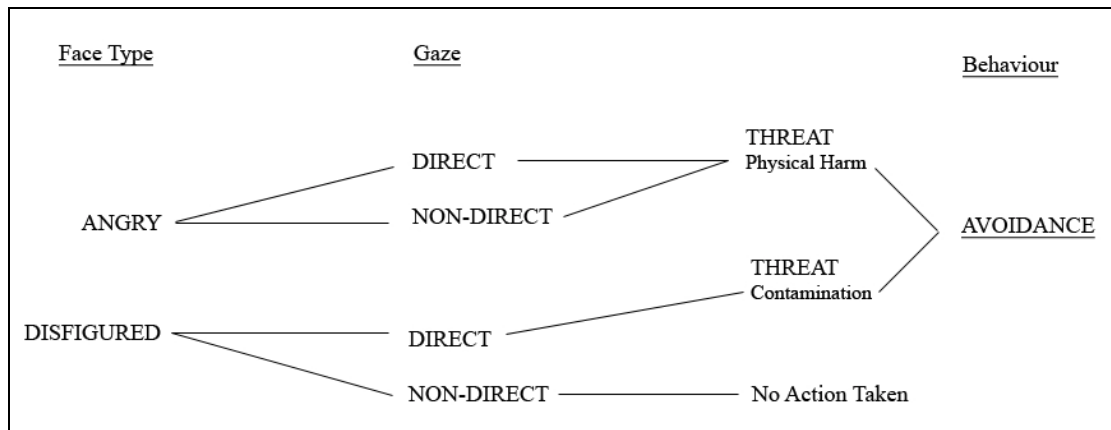 Face Type
Gaze
Behaviour
DIRECT
THREAT
Physical Harm
ANGRY
NON-DIRECT
AVOIDANCE
THREAT
Contamination
DISFIGURED
DIRECT
NON-DIRECT
No Action Taken